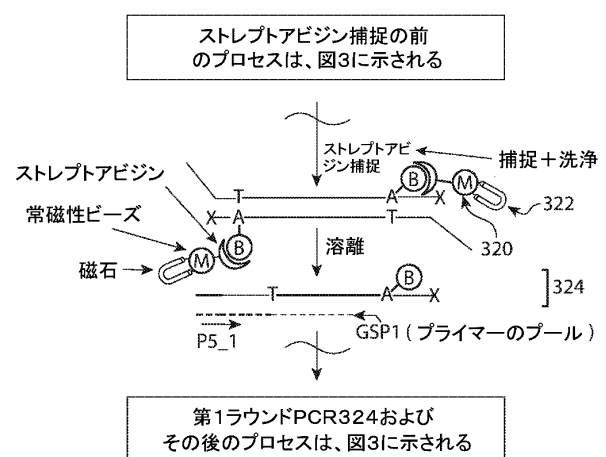 ストレプトアビジン捕捉の前
のプロセスは、図3に示される
ストレプトアビ
ジン捕捉
捕捉＋洗浄
ストレプトアビジン
T
A
B
X
M
322
320
X
A
T
常磁性ビーズ
B
M
磁石
溶離
B
T
A
X
324
P5_1
GSP1(プライマーのプール)
第1ラウンドPCR324および
その後のプロセスは、図3に示される